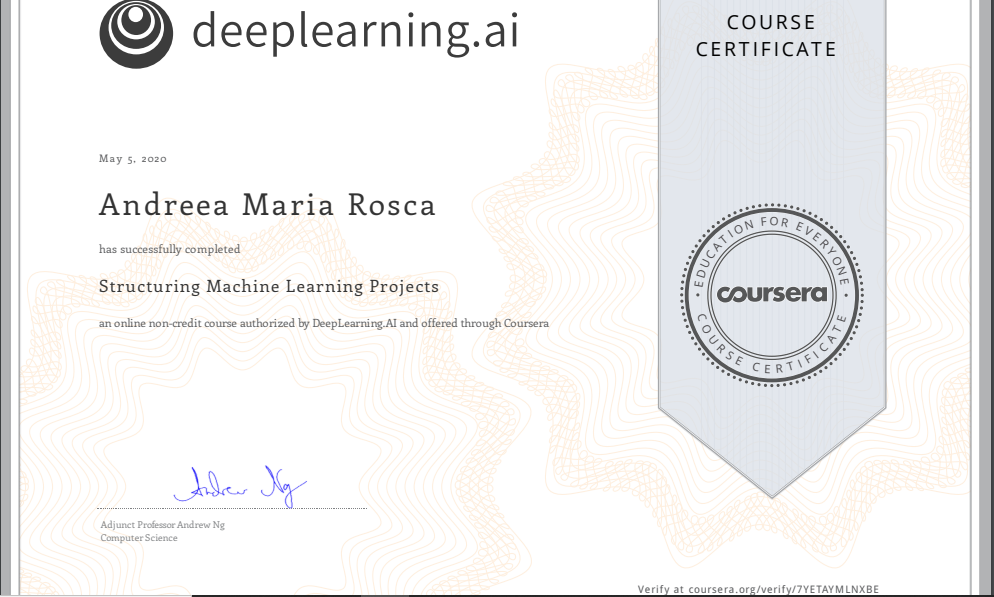 deeplearning.ai
COURSE
CERTIFICATE
May 5, 2020
Andreea Maria Rosca
has successfully completed
Structuring Machine Learning Projects
an online non-credit course authorized by DeepLearning.AI and offered through Coursera
EDUCATION FOR EVERYONE
coursera
COURSE CERTIFICATE
Andrew Ng
Adjunct Professor Andrew Ng
Computer Science
Verify at coursera.org/verify/7YETAYMLNXBE